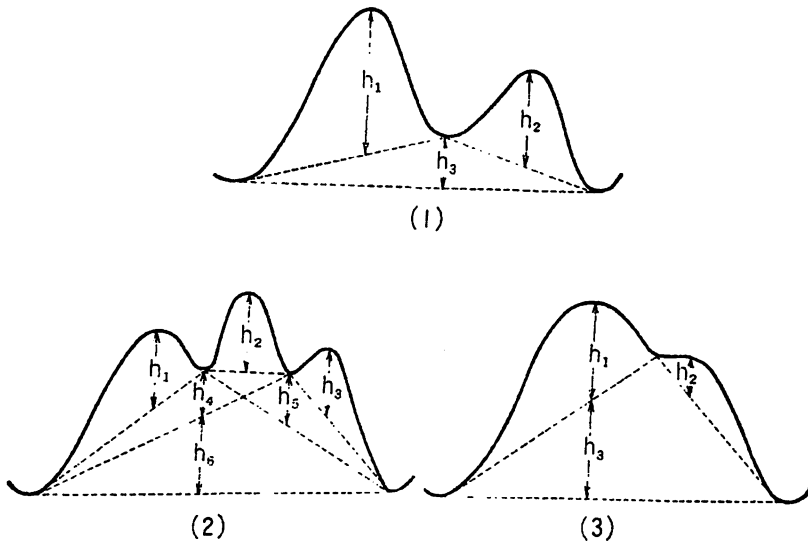 h₁
h₂
h₃
(1)
h₁
h₂
h₃
h₄
h₅
h₆
(2)
h₁
h₂
h₃
(3)